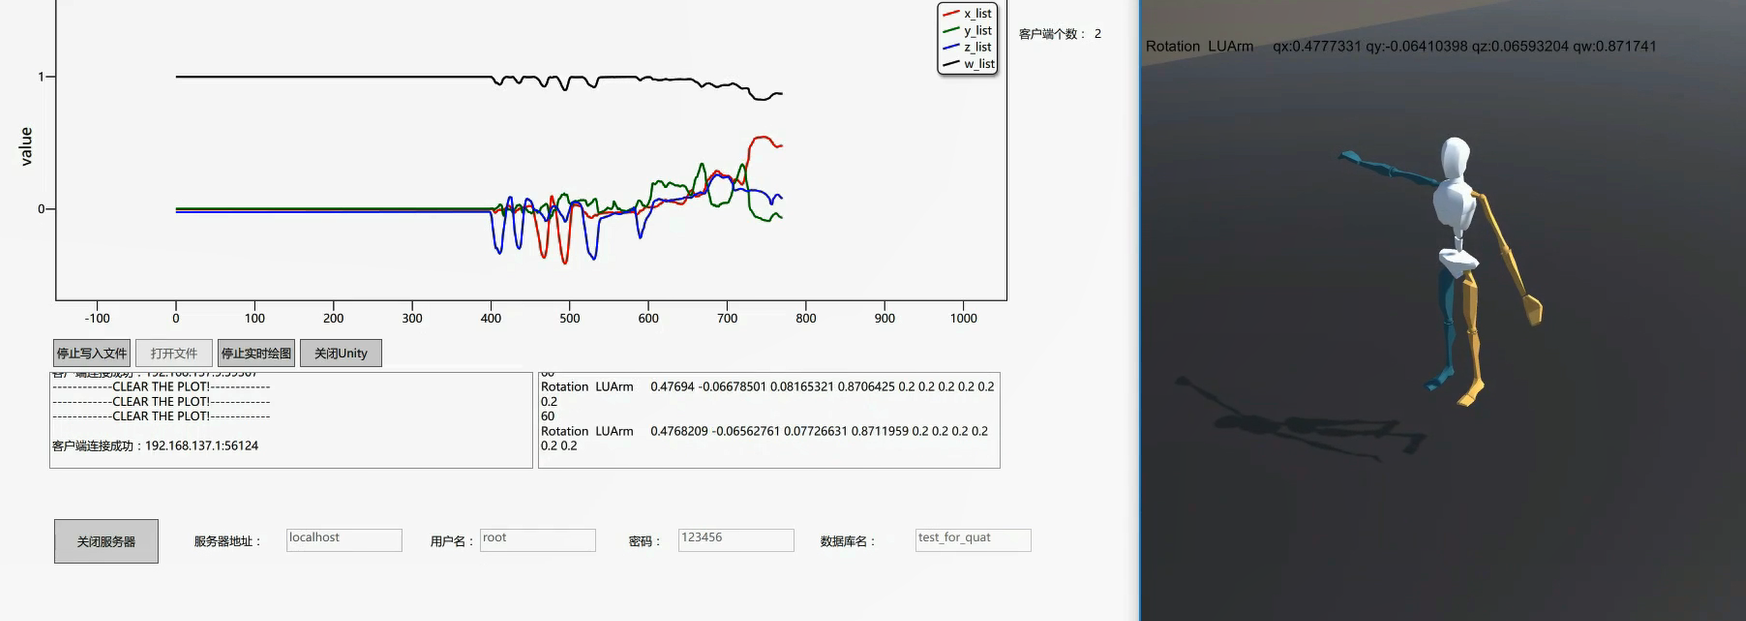 x_list
y_list
z_list
w_list
客户端个数： 2
value
1
0
-100 0 100 200 300 400 500 600 700 800 900 1000
停止写入文件 打开文件 停止实时绘图 关闭Unity
------------CLEAR THE PLOT!------------
------------CLEAR THE PLOT!------------
------------CLEAR THE PLOT!------------
客户端连接成功：192.168.137.1:56124
60
Rotation LUArm 0.47694 -0.06678501 0.08165321 0.8706425 0.2 0.2 0.2 0.2 0.2
0.2
60
Rotation LUArm 0.4768209 -0.06562761 0.07726631 0.8711959 0.2 0.2 0.2 0.2
0.2 0.2
关闭服务器 服务器地址： localhost 用户名： root 密码： 123456 数据库名： test_for_quat
Rotation LUArm qx:0.4777331 qy:-0.06410398 qz:0.06593204 qw:0.871741